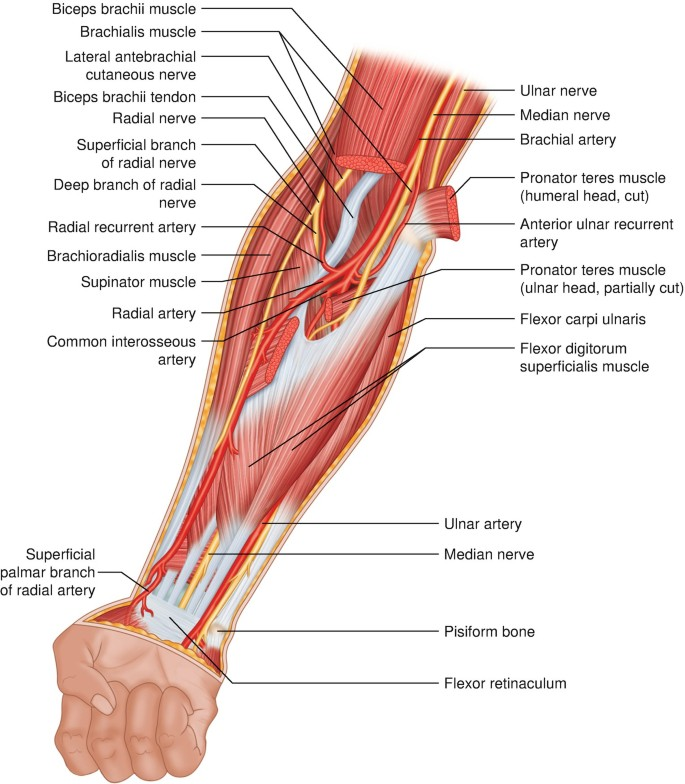 Biceps brachii muscle
Brachialis muscle
Lateral antebrachial
cutaneous nerve
Biceps brachii tendon
Radial nerve
Superficial branch
of radial nerve
Deep branch of radial
nerve
Radial recurrent artery
Brachioradialis muscle
Supinator muscle
Radial artery
Common interosseous
artery
Superficial
palmar branch
of radial artery
Ulnar nerve
Median nerve
Brachial artery
Pronator teres muscle
(humeral head, cut)
Anterior ulnar recurrent
artery
Pronator teres muscle
(ulnar head, partially cut)
Flexor carpi ulnaris
Flexor digitorum
superficialis muscle
Ulnar artery
Median nerve
Pisiform bone
Flexor retinaculum